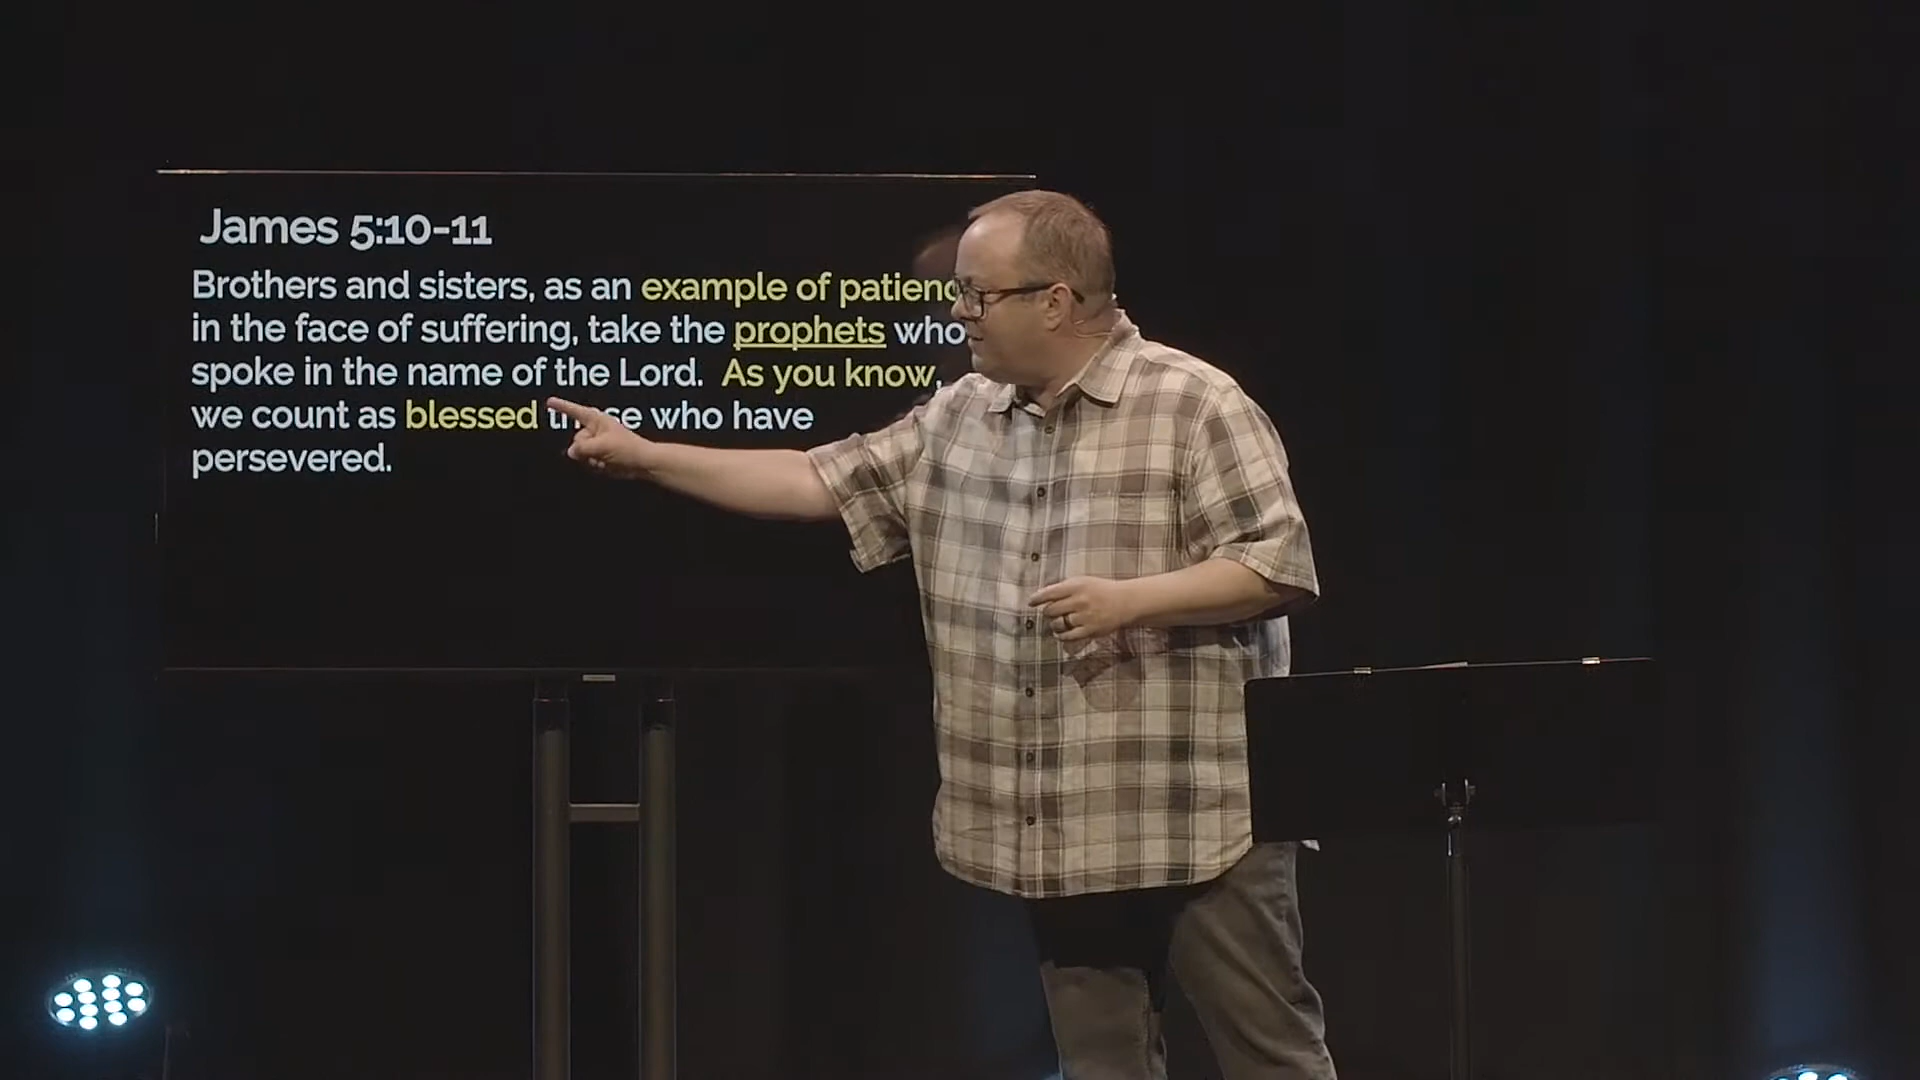 James 5:10-11
Brothers and sisters, as an example of
in the face of suffering, take the prophets who
spoke in the name of the Lord. As you know,
we count as blessed who have
persevered.